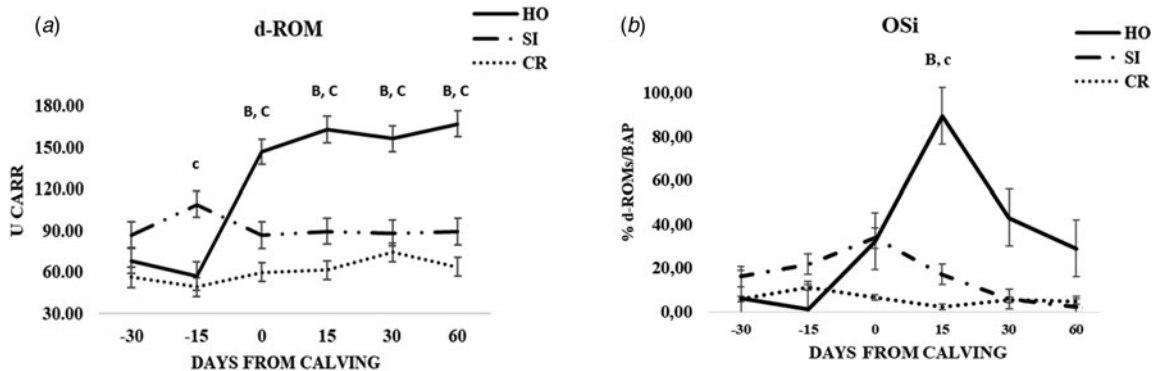 (a)
d-ROM
HO
SI
CR
B, C
B, C
B, C
B, C
c
180.00
150.00
120.00
90.00
60.00
30.00
U CARR
-30
-15
0
15
30
60
DAYS FROM CALVING
(b)
OSi
HO
SI
CR
B, c
100,00
80,00
60,00
40,00
20,00
0,00
% d-ROMs/BAP
-30
-15
0
15
30
60
DAYS FROM CALVING